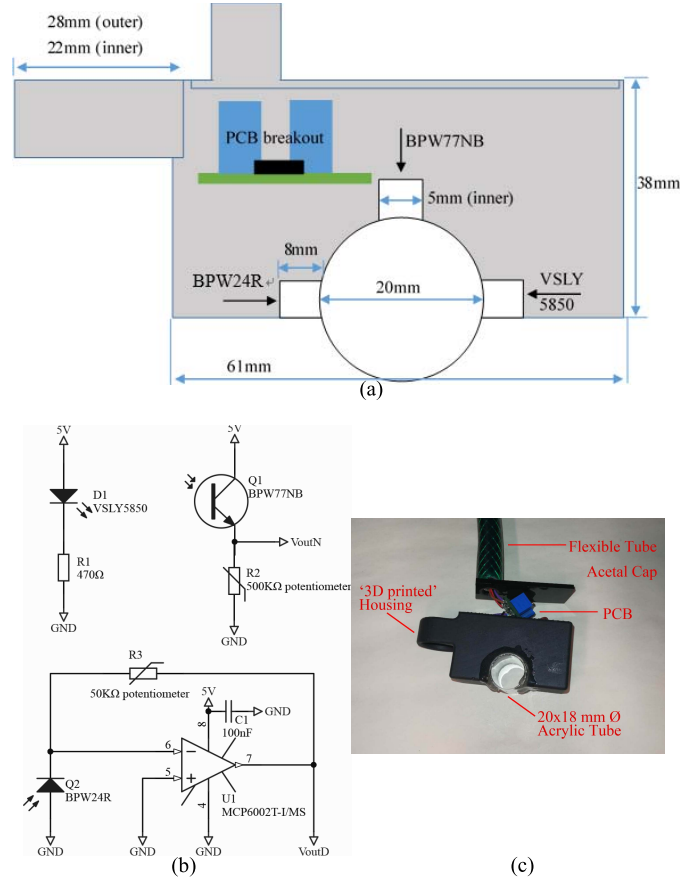 28mm (outer)
22mm (inner)
PCB breakout
BPW77NB
5mm (inner)
38mm
8mm
BPW24R
20mm
VSLY
5850
61mm
(a)
5V
5V
D1
VSLY5850
Q1
BPW77NB
VoutN
R1
470Ω
R2
500KΩ potentiometer
GND
GND
R3
50KΩ potentiometer
5V
C1
100nF
GND
8
6
5
7
4
Q2
BPW24R
U1
MCP6002T-I/MS
GND
GND
GND
VoutD
(b)
Flexible Tube
Acetal Cap
'3D printed'
Housing
PCB
20x18 mm Ø
Acrylic Tube
(c)